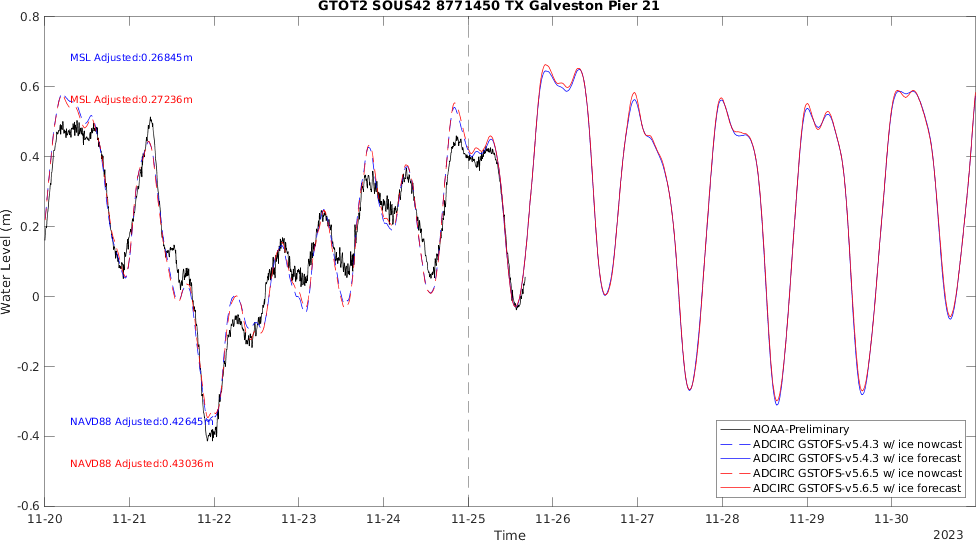 GTOT2 SOUS42 8771450 TX Galveston Pier 21
0.8
0.6
0.4
0.2
0
-0.2
-0.4
-0.6
Water Level (m)
MSL Adjusted:0.26845m
MSL Adjusted:0.27236m
NAVD88 Adjusted:0.42645m
NAVD88 Adjusted:0.43036m
NOAA-Preliminary
ADCIRC GSTOFS-v5.4.3 w/ ice nowcast
ADCIRC GSTOFS-v5.4.3 w/ ice forecast
ADCIRC GSTOFS-v5.6.5 w/ ice nowcast
ADCIRC GSTOFS-v5.6.5 w/ ice forecast
11-20 11-21 11-22 11-23 11-24 11-25 11-26 11-27 11-28 11-29 11-30
Time
2023